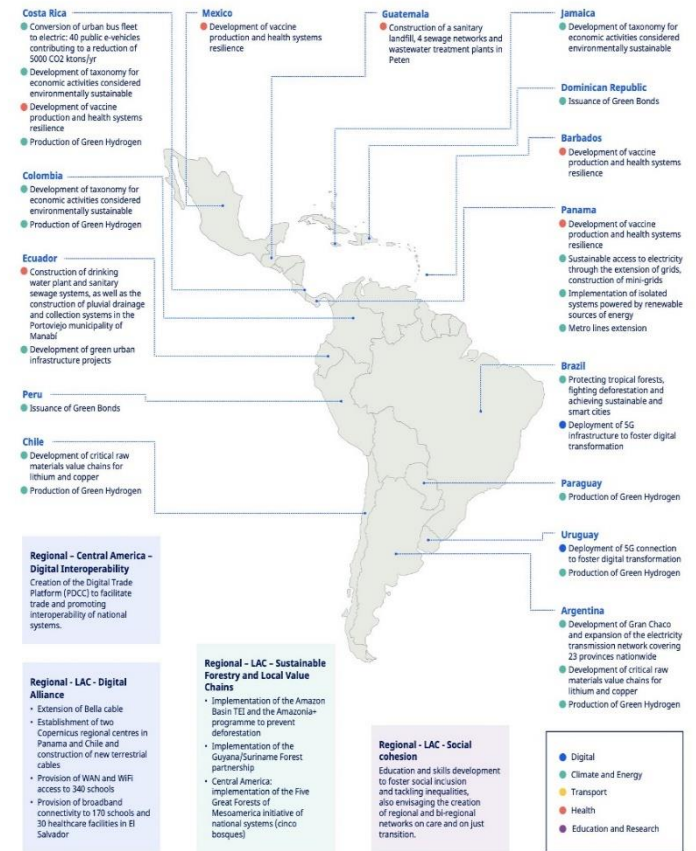 Costa Rica
Conversion of urban bus fleet
to electric: 40 public e-vehicles
contributing to a reduction of
5000 CO2 ktons/yr
Development of taxonomy for
economic activities considered
environmentally sustainable
Development of vaccine
production and health systems
resilience
Production of Green Hydrogen
Mexico
Development of vaccine
production and health systems
resilience
Guatemala
Construction of a sanitary
landfill, 4 sewage networks and
wastewater treatment plants in
Peten
Jamaica
Development of taxonomy for
economic activities considered
environmentally sustainable
Dominican Republic
Issuance of Green Bonds
Barbados
Development of vaccine
production and health systems
resilience
Colombia
Development of taxonomy for
economic activities considered
environmentally sustainable
Production of Green Hydrogen
Panama
Development of vaccine
production and health systems
resilience
Sustainable access to electricity
through the extension of grids,
construction of mini-grids
Implementation of isolated
systems powered by renewable
sources of energy
Metro lines extension
Ecuador
Construction of drinking
water plant and sanitary
sewage systems, as well as the
construction of pluvial drainage
and collection systems in the
Portoviejo municipality of
Manabí
Development of green urban
infrastructure projects
Brazil
Protecting tropical forests,
fighting deforestation and
achieving sustainable and
smart cities
Deployment of 5G
infrastructure to foster digital
transformation
Peru
Issuance of Green Bonds
Chile
Development of critical raw
materials value chains for
lithium and copper
Production of Green Hydrogen
Paraguay
Production of Green Hydrogen
Uruguay
Deployment of 5G connection
to foster digital transformation
Production of Green Hydrogen
Argentina
Development of Gran Chaco
and expansion of the electricity
transmission network covering
23 provinces nationwide
Development of critical raw
materials value chains for
lithium and copper
Production of Green Hydrogen
Regional – Central America –
Digital Interoperability
Creation of the Digital Trade
Platform (PDCC) to facilitate
trade and promoting
interoperability of national
systems.
Regional - LAC - Digital
Alliance
• Extension of Bella cable
• Establishment of two
Copernicus regional centres in
Panama and Chile and
construction of new terrestrial
cables
• Provision of WAN and WiFi
access to 340 schools
• Provision of broadband
connectivity to 170 schools and
30 healthcare facilities in El
Salvador
Regional – LAC – Sustainable
Forestry and Local Value
Chains
• Implementation of the Amazon
Basin TEI and the Amazonia+
programme to prevent
deforestation
• Implementation of the
Guyana/Suriname Forest
partnership
• Central America:
implementation of the Five
Great Forests of
Mesoamerica initiative of
national systems (cinco
bosques)
Regional - LAC - Social
cohesion
Education and skills development
to foster social inclusion
and tackling inequalities,
also envisaging the creation
of regional and bi-regional
networks on care and on just
transition.
Digital
Climate and Energy
Transport
Health
Education and Research